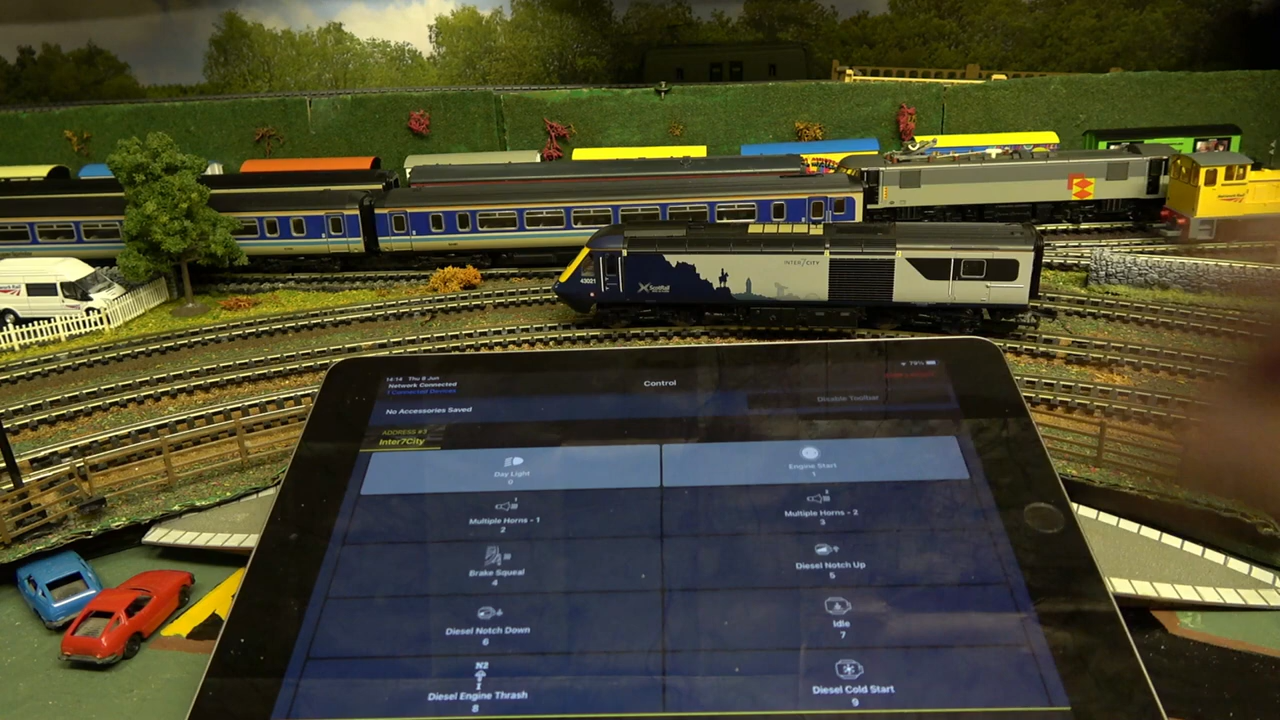 INTER7CITY
43021
ScotRail
14:14 Thu 8 Jun
79%
Network Connected
1 Connected Devices
Control
No Accessories Saved
Disable Toolbar
ADDRESS #3
Inter7City
Day Light
0
Engine Start
1
Multiple Horns - 1
2
Multiple Horns - 2
3
Brake Squeal
4
Diesel Notch Up
5
Diesel Notch Down
6
Idle
7
N2
1
Diesel Engine Thrash
8
Diesel Cold Start
9